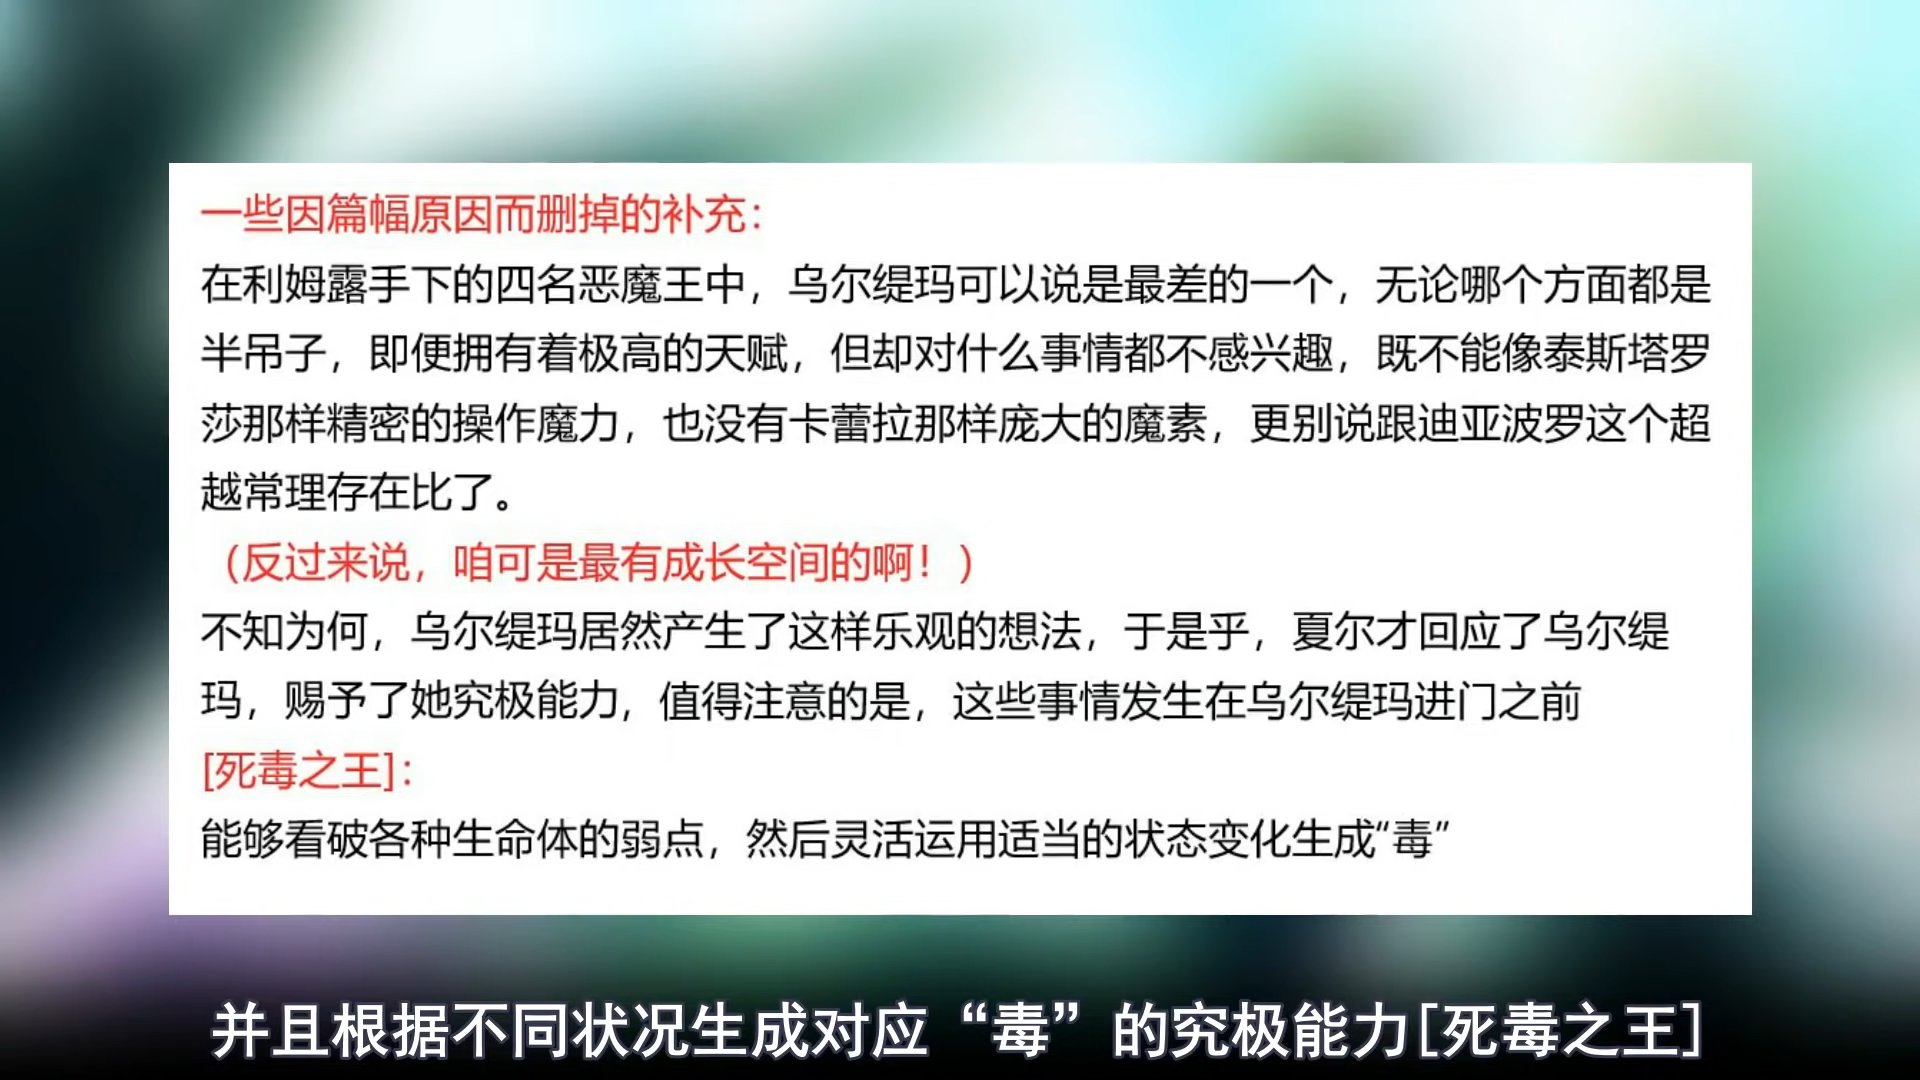 一些因篇幅原因而删掉的补充：
在利姆露手下的四名恶魔王中，乌尔缇玛可以说是最差的一个，无论哪个方面都是
半吊子，即便拥有着极高的天赋，但却对什么事情都不感兴趣，既不能像泰斯塔罗
莎那样精密的操作魔力，也没有卡蕾拉那样庞大的魔素，更别说跟迪亚波罗这个超
越常理存在比了。
（反过来说，咱可是最有成长空间的啊！）
不知为何，乌尔缇玛居然产生了这样乐观的想法，于是乎，夏尔才回应了乌尔缇
玛，赐予了她究极能力，值得注意的是，这些事情发生在乌尔缇玛进门之前
[死毒之王]：
能够看破各种生命体的弱点，然后灵活运用适当的状态变化生成“毒”
并且根据不同状况生成对应“毒”的究极能力[死毒之王]